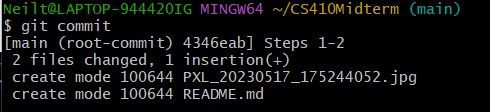 Neilt@LAPTOP-944420IG MINGW64 ~/CS410Midterm (main)
$ git commit
[main (root-commit) 4346eab] Steps 1-2
 2 files changed, 1 insertion(+)
 create mode 100644 PXL_20230517_175244052.jpg
 create mode 100644 README.md